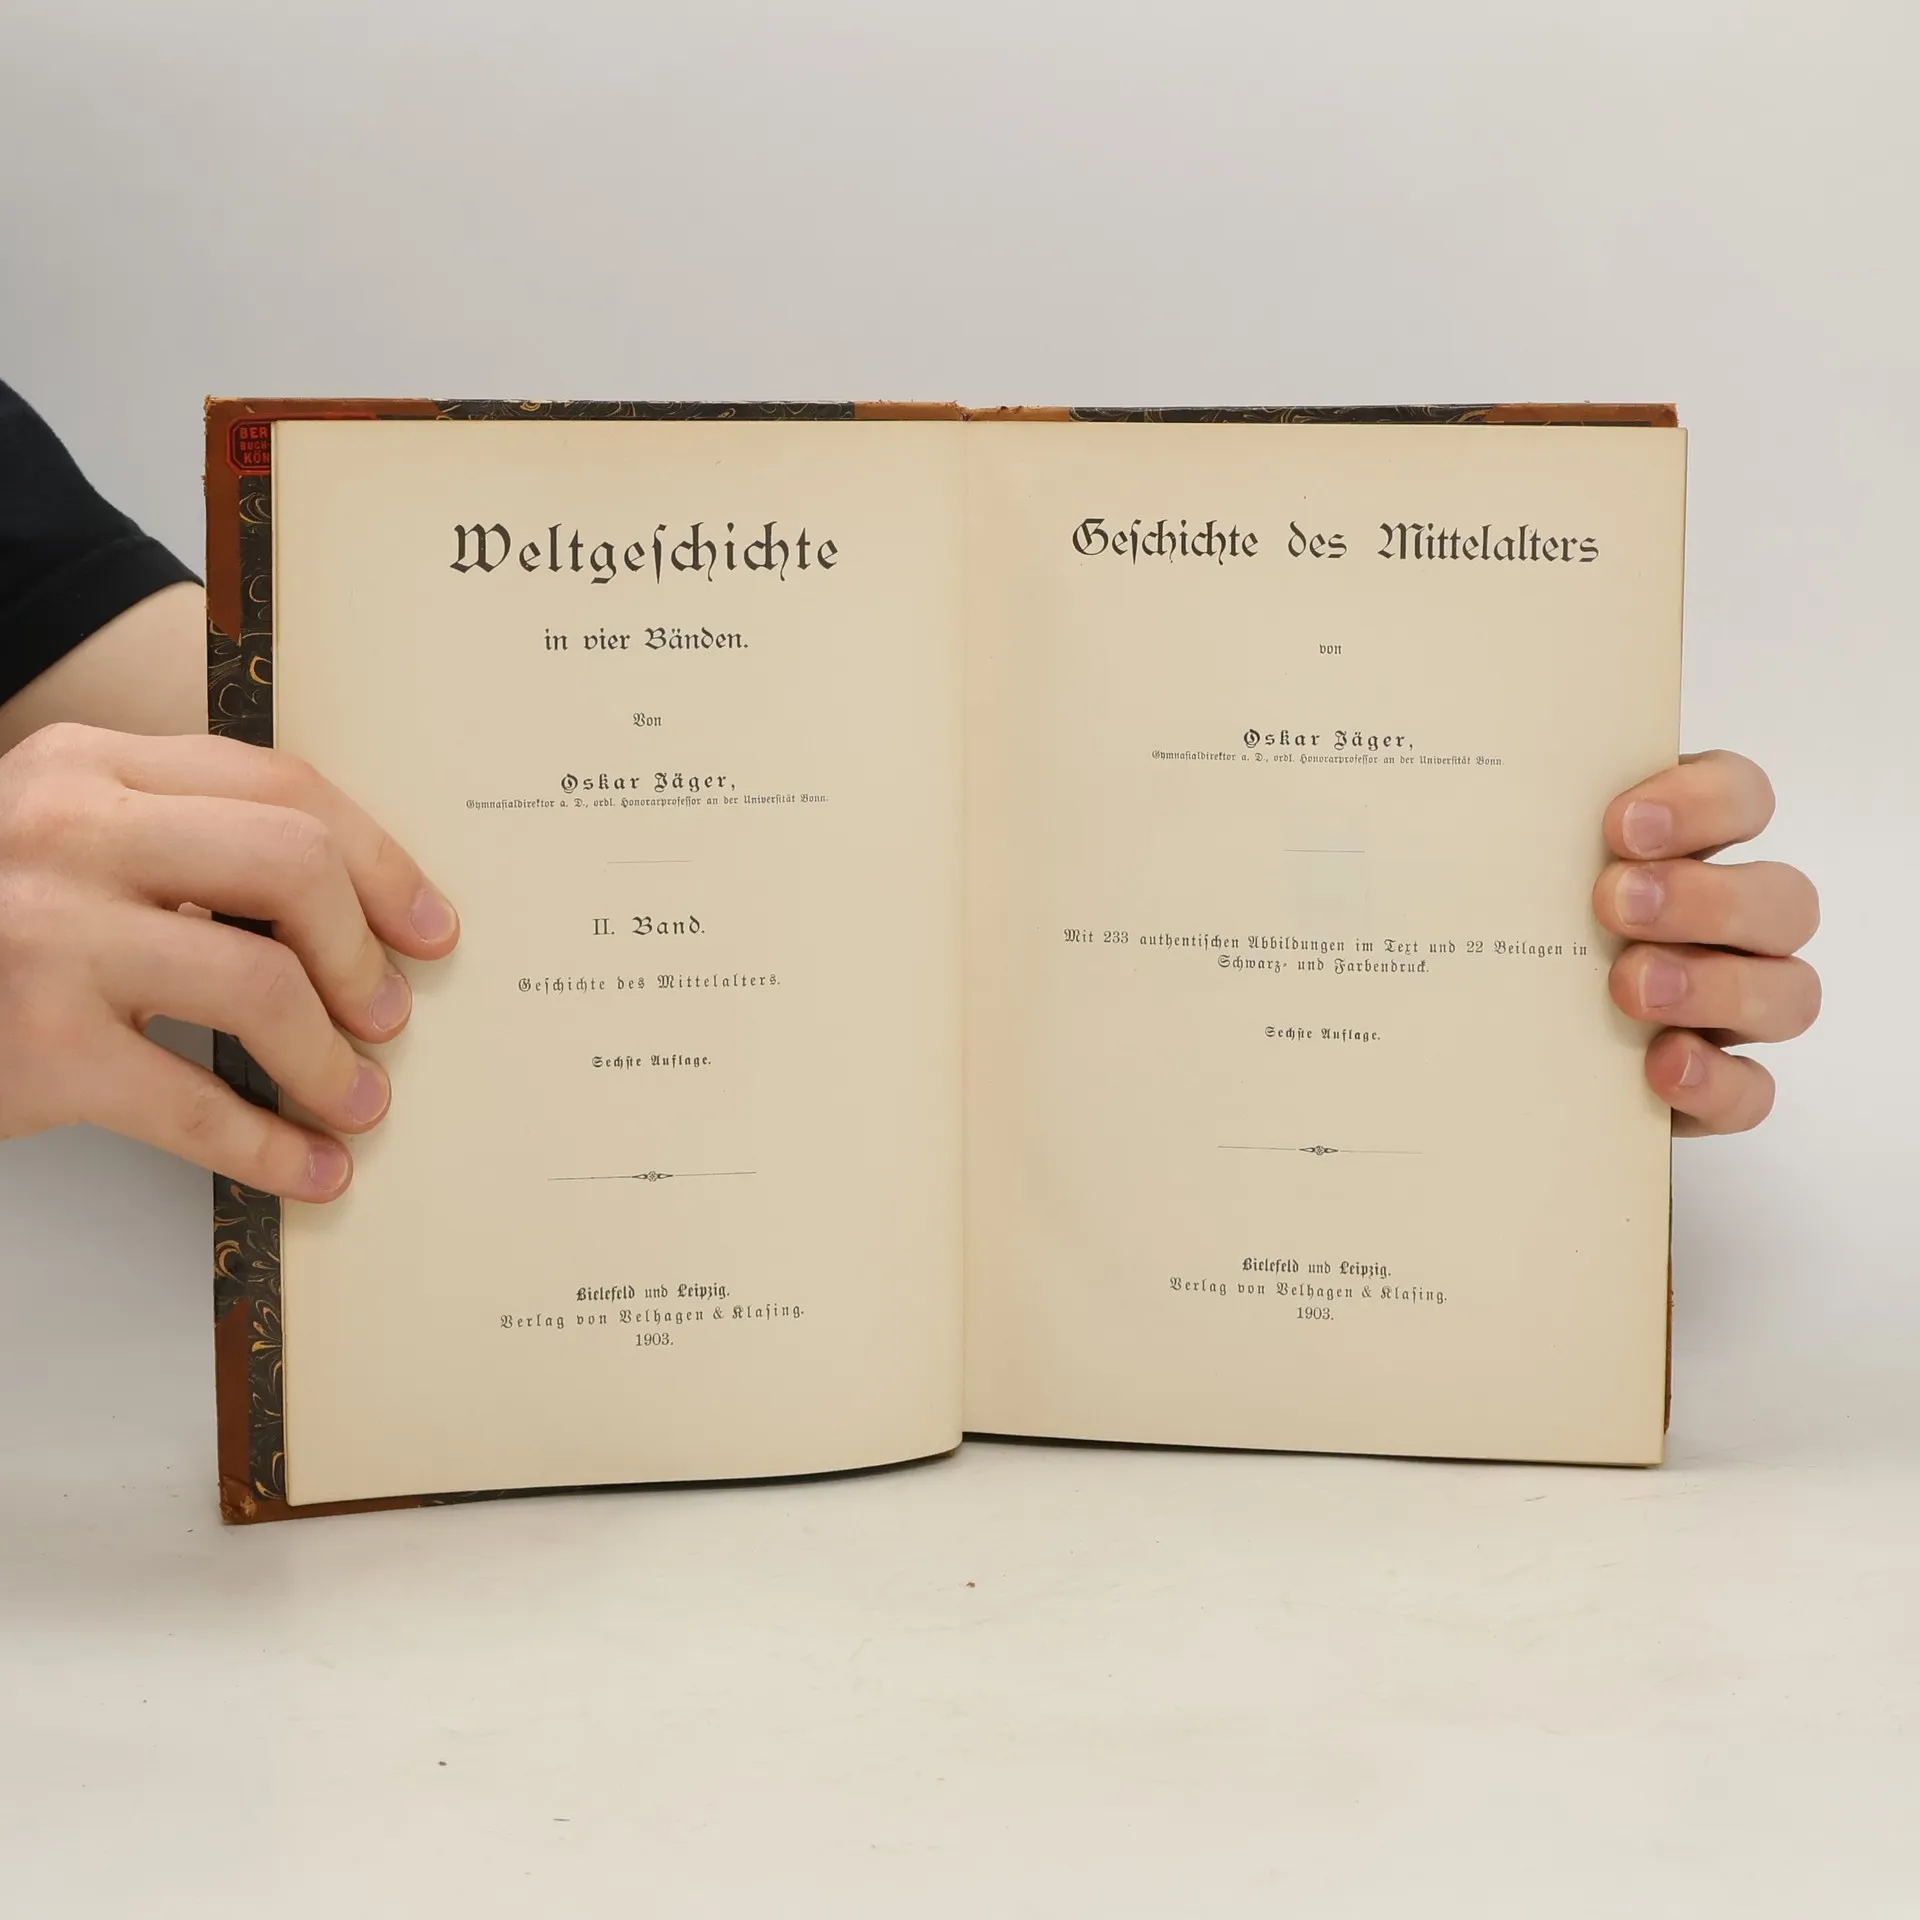 BER
BUCH
KÖN
Weltgeſchichte
in vier Bänden.
Von
Oskar Jäger,
Gymnaſialdirektor a. D., ordl. Honorarprofeſſor an der Univerſität Bonn.
II. Band.
Geſchichte des Mittelalters.
Sechſte Auflage.
Bielefeld und Leipzig.
Verlag von Velhagen & Klaſing.
1903.
Geſchichte des Mittelalters
von
Oskar Jäger,
Gymnaſialdirektor a. D., ordl. Honorarprofeſſor an der Univerſität Bonn.
Mit 233 authentiſchen Abbildungen im Text und 22 Beilagen in
Schwarz- und Farbendruck.
Sechſte Auflage.
Bielefeld und Leipzig.
Verlag von Velhagen & Klaſing.
1903.